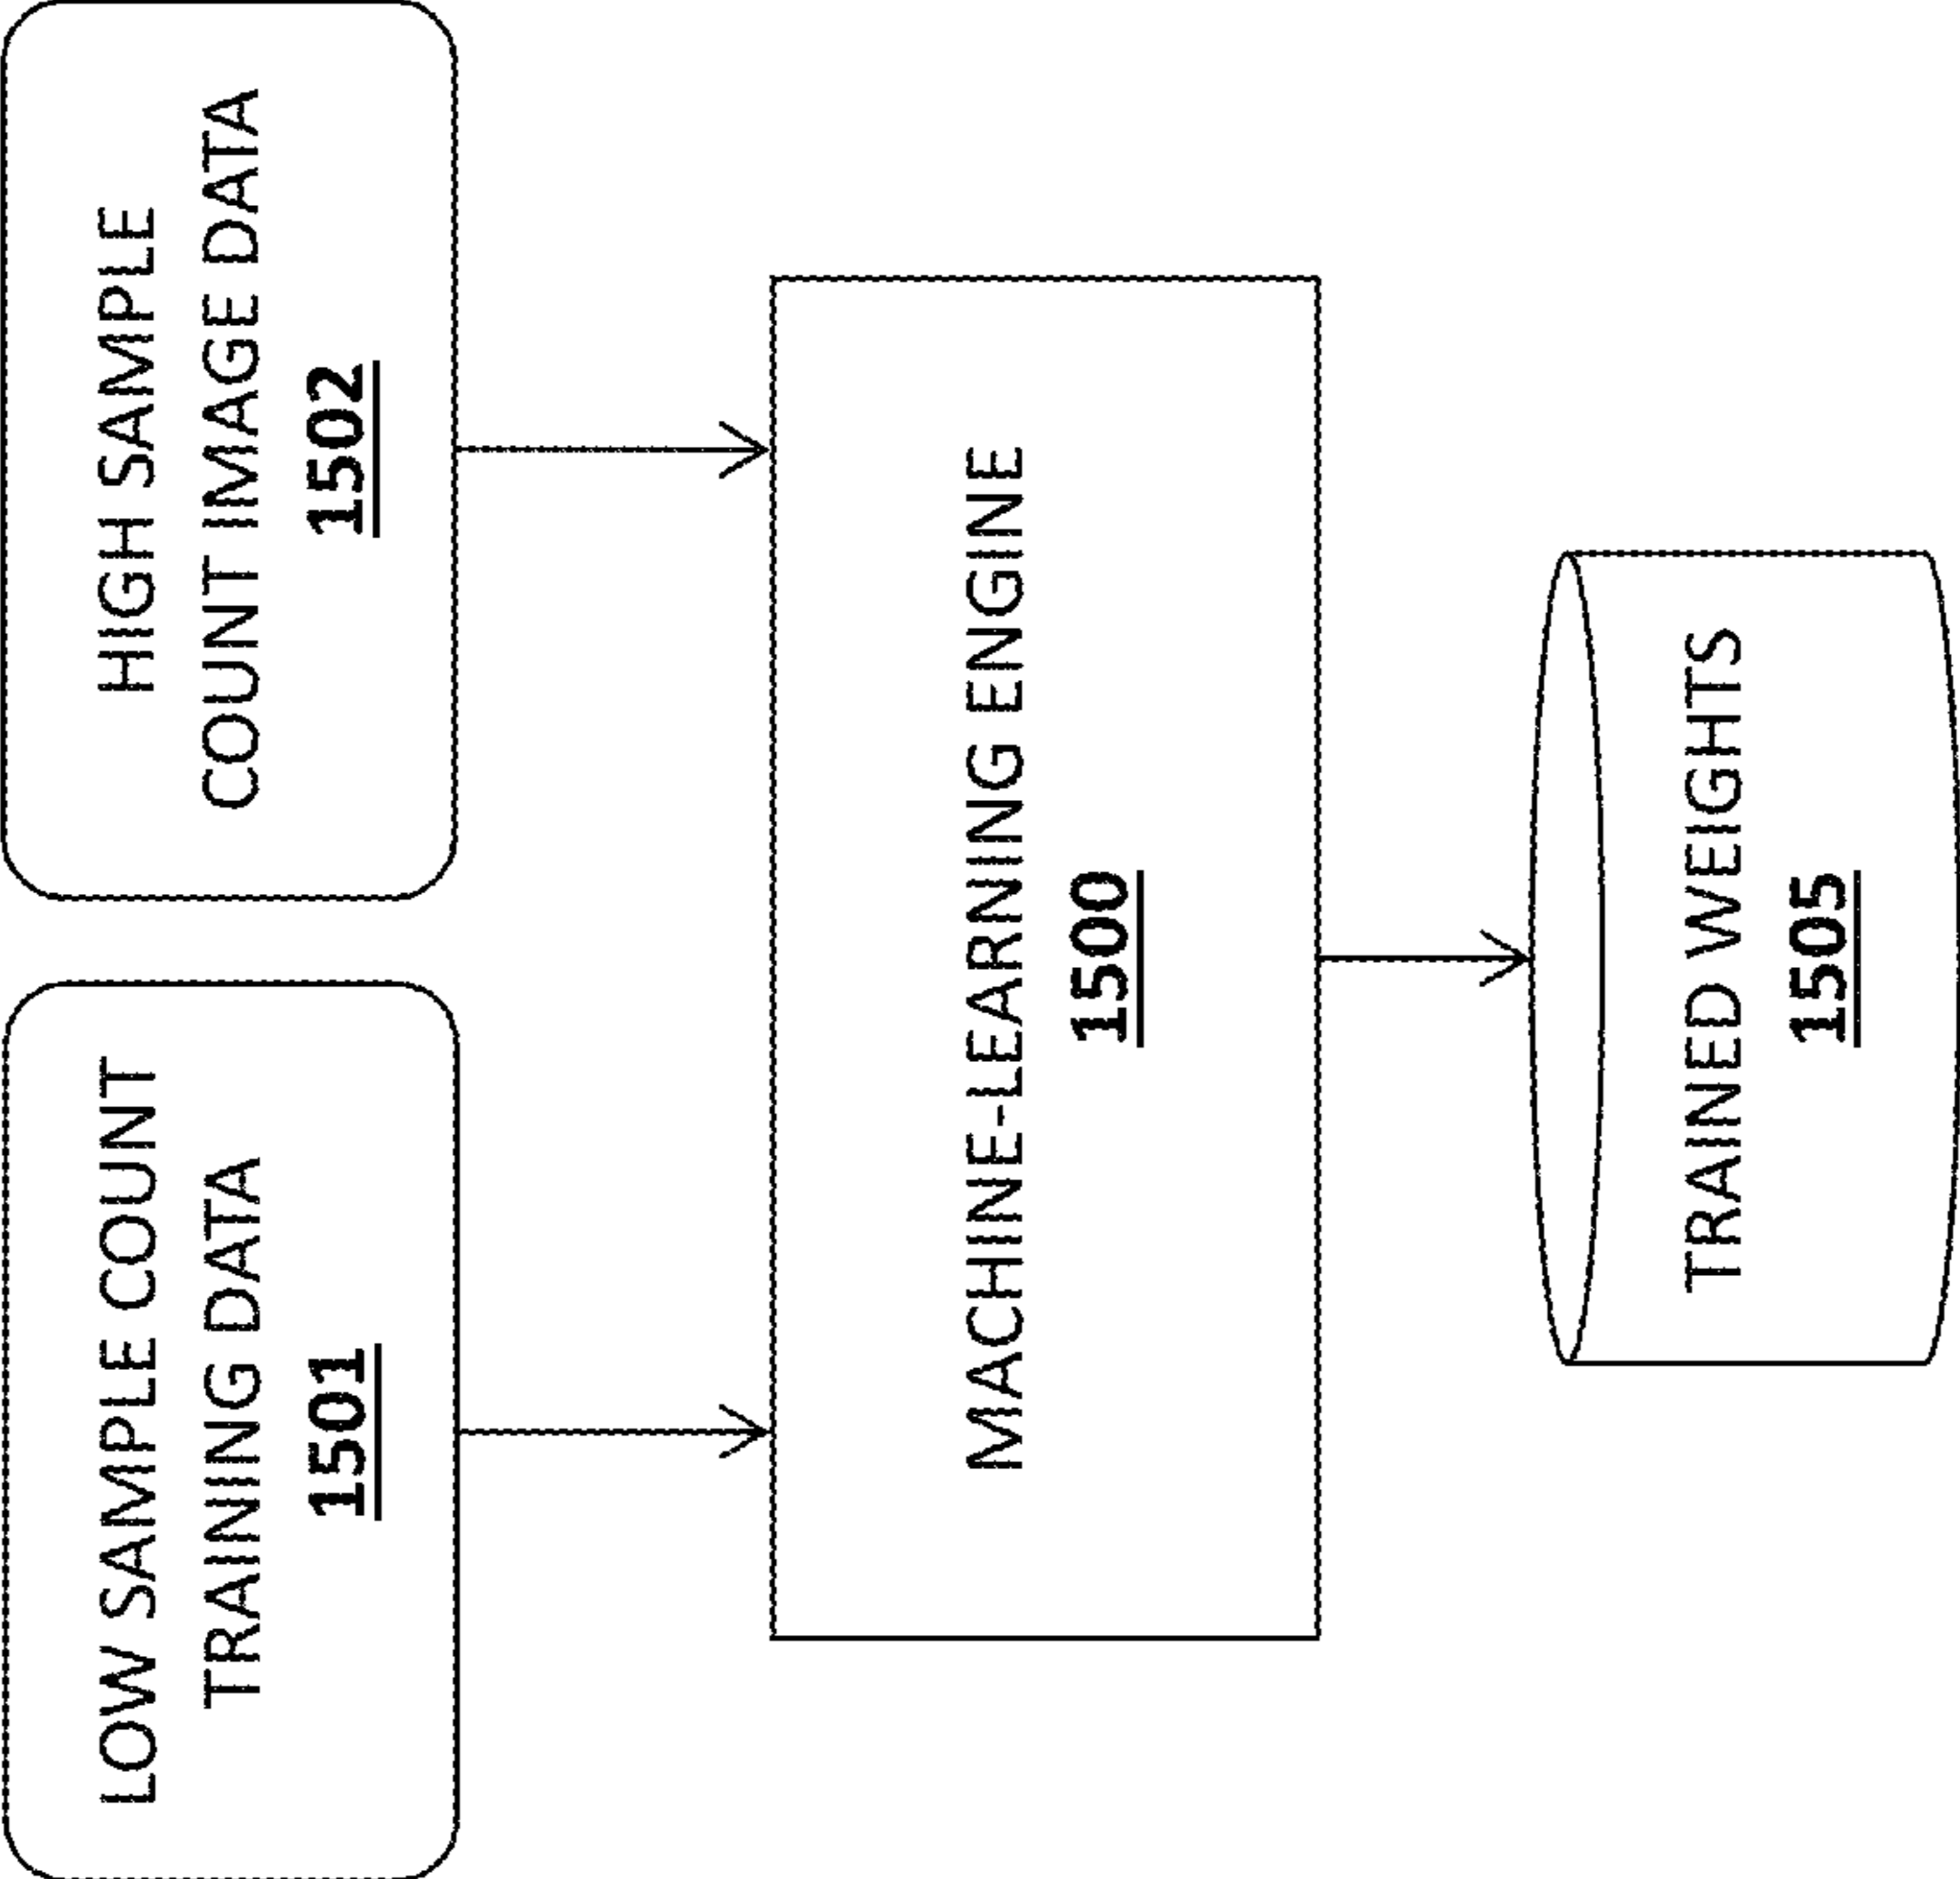 LOW SAMPLE COUNT
TRAINING DATA
1501
HIGH SAMPLE
COUNT IMAGE DATA
1502
MACHINE-LEARNING ENGINE
1500
TRAINED WEIGHTS
1505